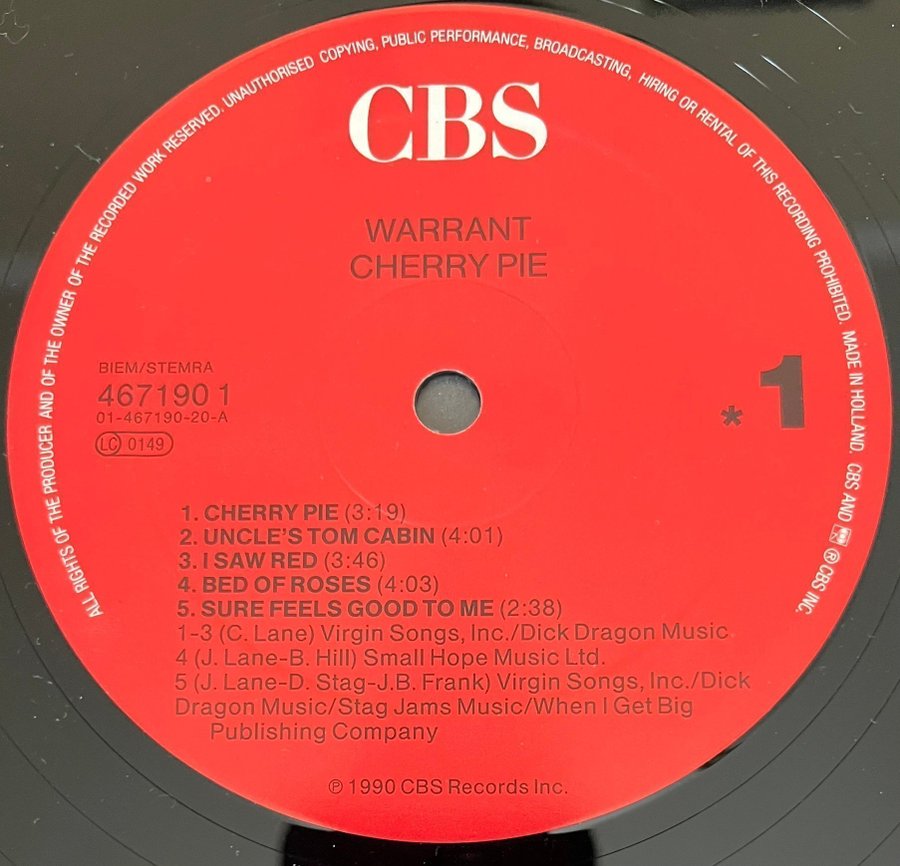 ALL RIGHTS OF THE PRODUCER AND OF THE OWNER OF THE RECORDED WORK RESERVED. UNAUTHORISED COPYING, PUBLIC PERFORMANCE, BROADCASTING, HIRING OR RENTAL OF THIS RECORDING PROHIBITED. MADE IN HOLLAND. CBS AND ℗ CBS INC.
CBS
WARRANT
CHERRY PIE
BIEM/STEMRA
467190 1
01-467190-20-A
LC 0149
*1
1. CHERRY PIE (3:19)
2. UNCLE'S TOM CABIN (4:01)
3. I SAW RED (3:46)
4. BED OF ROSES (4:03)
5. SURE FEELS GOOD TO ME (2:38)
1-3 (C. Lane) Virgin Songs, Inc./Dick Dragon Music
4 (J. Lane-B. Hill) Small Hope Music Ltd.
5 (J. Lane-D. Stag-J.B. Frank) Virgin Songs, Inc./Dick
Dragon Music/Stag Jams Music/When I Get Big
Publishing Company
℗ 1990 CBS Records Inc.